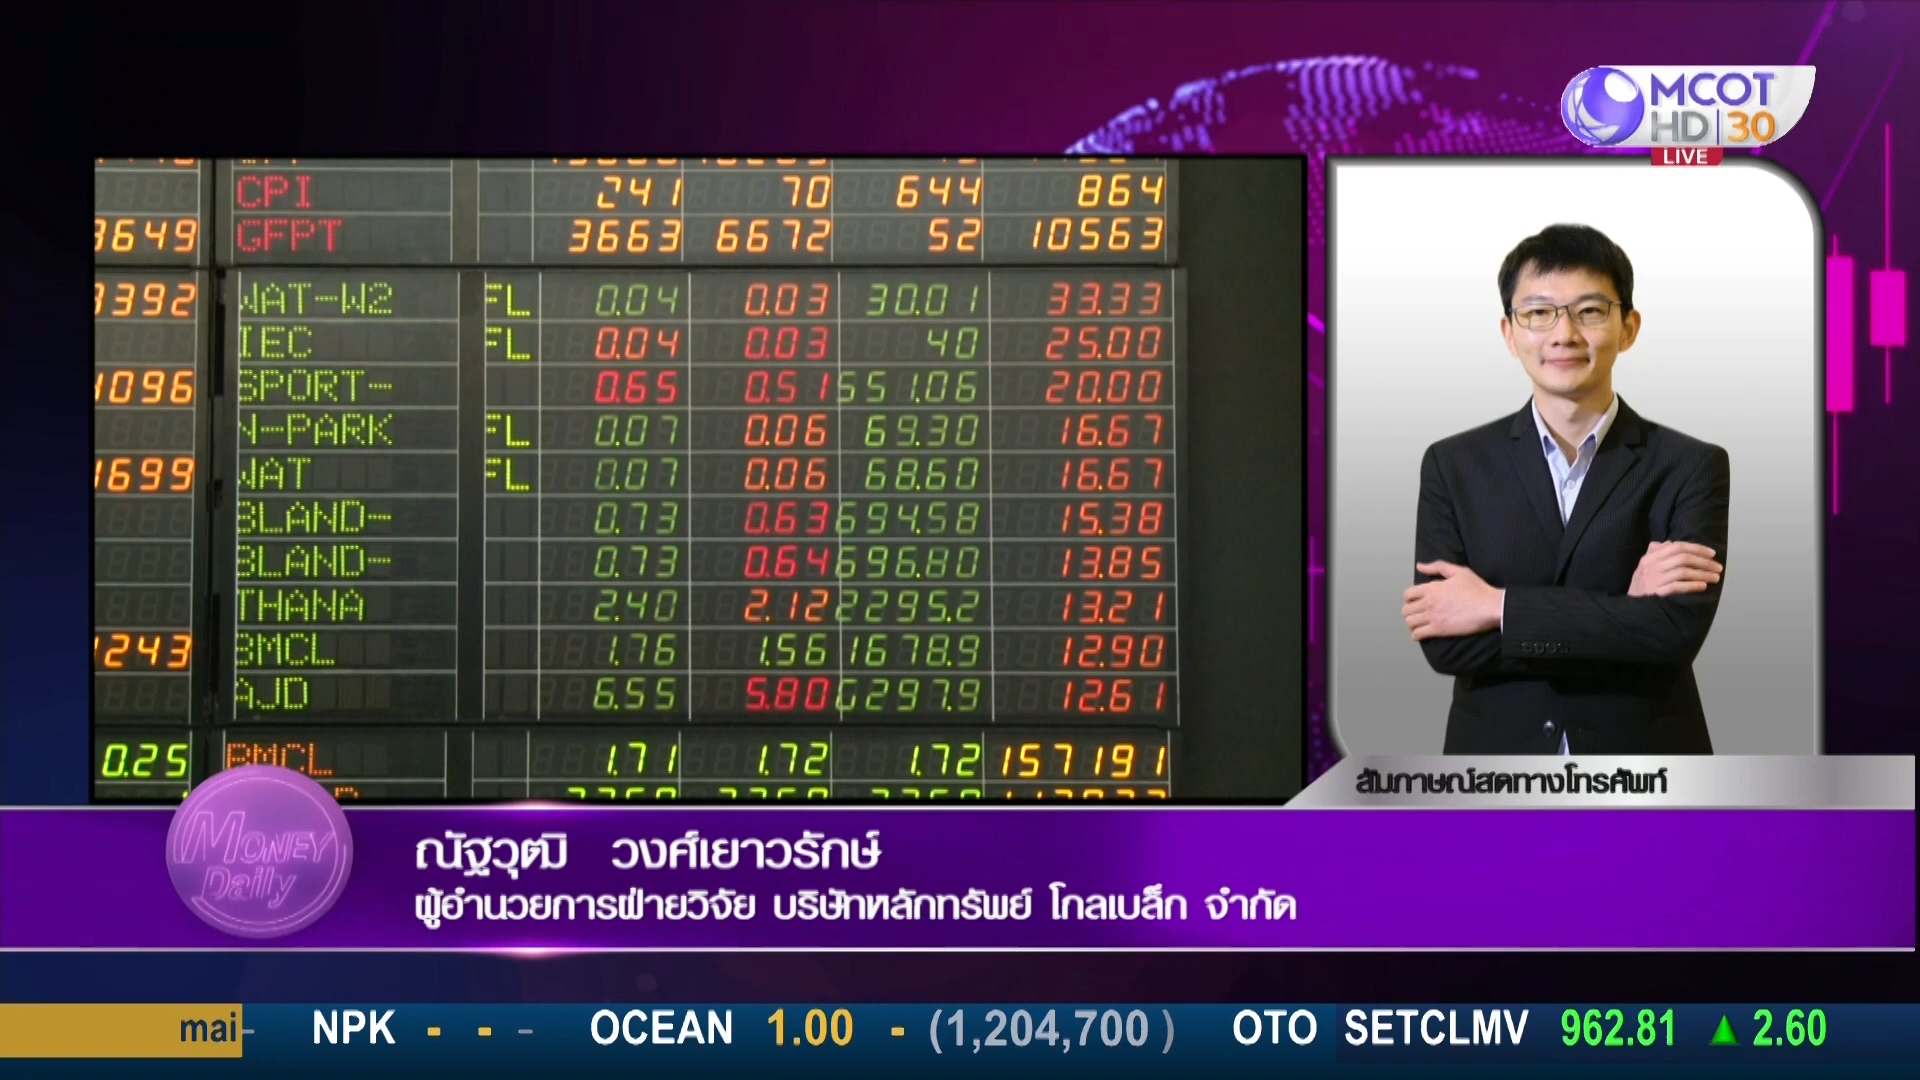 MCOT
HD 30
LIVE
CPI 241 70 644 864
3649 GFPT 3663 6672 52 10563
3392 WAT-W2 FL 0.04 0.03 30.01 33.33
IEC FL 0.04 0.03 40 25.00
1096 SPORT- 0.65 0.51 551.06 20.00
N-PARK FL 0.07 0.06 69.30 16.67
1699 WAT FL 0.07 0.06 68.60 16.67
BLAND- 0.73 0.63 694.58 15.38
BLAND- 0.73 0.64 696.80 13.85
THANA 2.40 2.12 2295.2 13.21
1243 BMCL 1.76 1.56 1678.9 12.90
AJD 6.55 5.80 6297.9 12.61
0.25 BMCL 1.71 1.72 1.72 157191
สัมภาษณ์สดทางโทรศัพท์
MONEY
Daily
ณัฐวุฒิ วงศ์เยาวรักษ์
ผู้อำนวยการฝ่ายวิจัย บริษัทหลักทรัพย์ โกลเบล็ก จำกัด
mai - NPK - - - OCEAN 1.00 - (1,204,700 ) OTO SETCLMV 962.81 ▲ 2.60